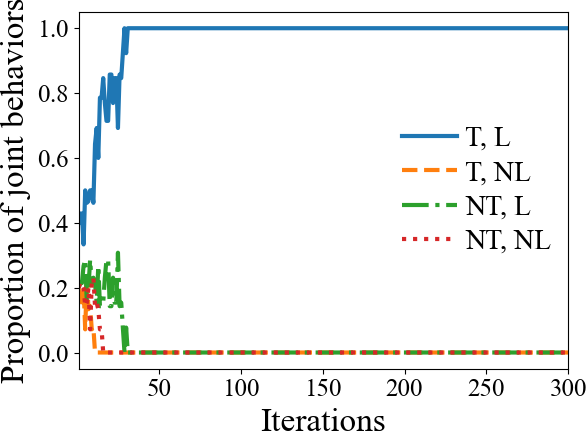 Proportion of joint behaviors
1.0
0.8
0.6
0.4
0.2
0.0
T, L
T, NL
NT, L
NT, NL
50 100 150 200 250 300
Iterations